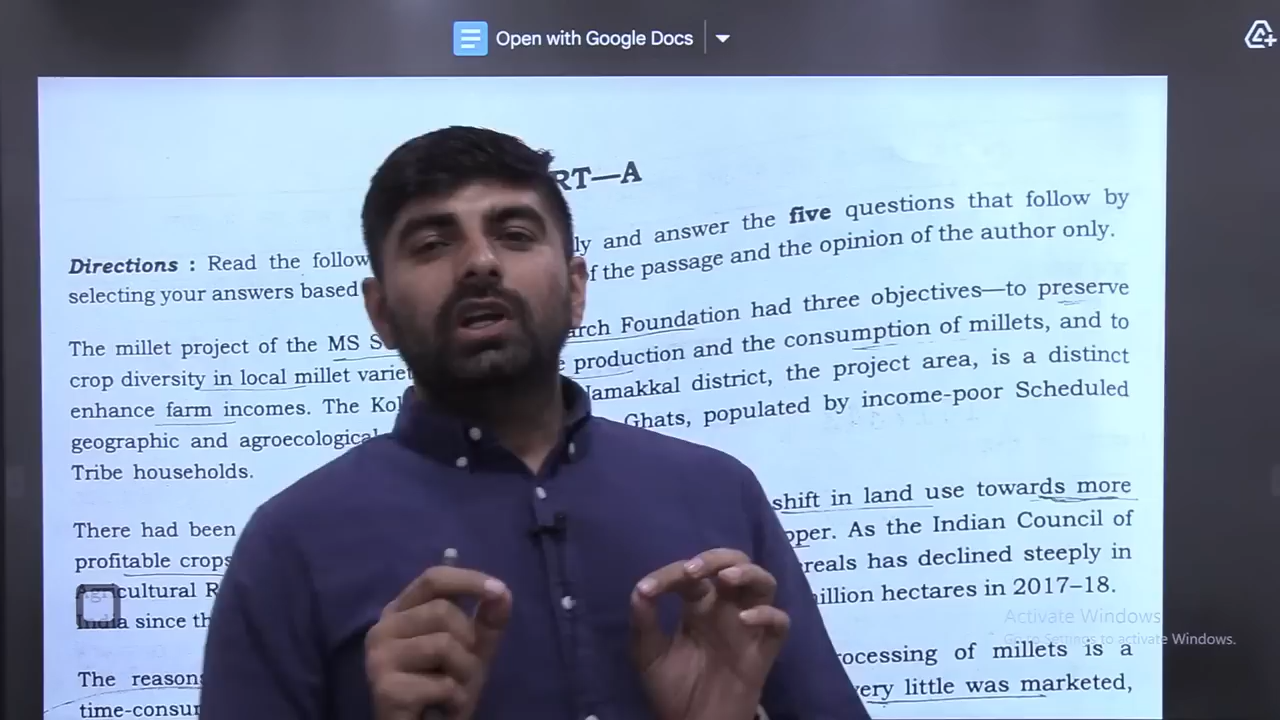 Open with Google Docs
RT—A
Directions : Read the follow ly and answer the five questions that follow by
selecting your answers based f the passage and the opinion of the author only.
The millet project of the MS S arch Foundation had three objectives—to preserve
crop diversity in local millet variet production and the consumption of millets, and to
enhance farm incomes. The Kol Namakkal district, the project area, is a distinct
geographic and agroecological Ghats, populated by income-poor Scheduled
Tribe households.
There had been shift in land use towards more
profitable crops pper. As the Indian Council of
Agricultural R ereals has declined steeply in
India since th illion hectares in 2017–18.
Activate Windows
Go to Settings to activate Windows.
The reasons rocessing of millets is a
time-consum very little was marketed,